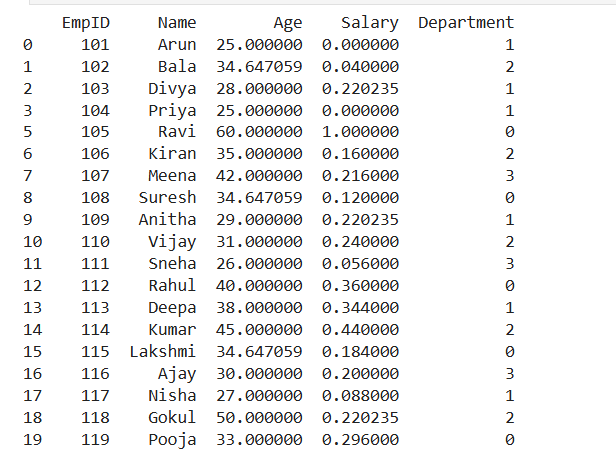 EmpID Name Age Salary Department
0 101 Arun 25.000000 0.000000 1
1 102 Bala 34.647059 0.040000 2
2 103 Divya 28.000000 0.220235 1
3 104 Priya 25.000000 0.000000 1
5 105 Ravi 60.000000 1.000000 0
6 106 Kiran 35.000000 0.160000 2
7 107 Meena 42.000000 0.216000 3
8 108 Suresh 34.647059 0.120000 0
9 109 Anitha 29.000000 0.220235 1
10 110 Vijay 31.000000 0.240000 2
11 111 Sneha 26.000000 0.056000 3
12 112 Rahul 40.000000 0.360000 0
13 113 Deepa 38.000000 0.344000 1
14 114 Kumar 45.000000 0.440000 2
15 115 Lakshmi 34.647059 0.184000 0
16 116 Ajay 30.000000 0.200000 3
17 117 Nisha 27.000000 0.088000 1
18 118 Gokul 50.000000 0.220235 2
19 119 Pooja 33.000000 0.296000 0